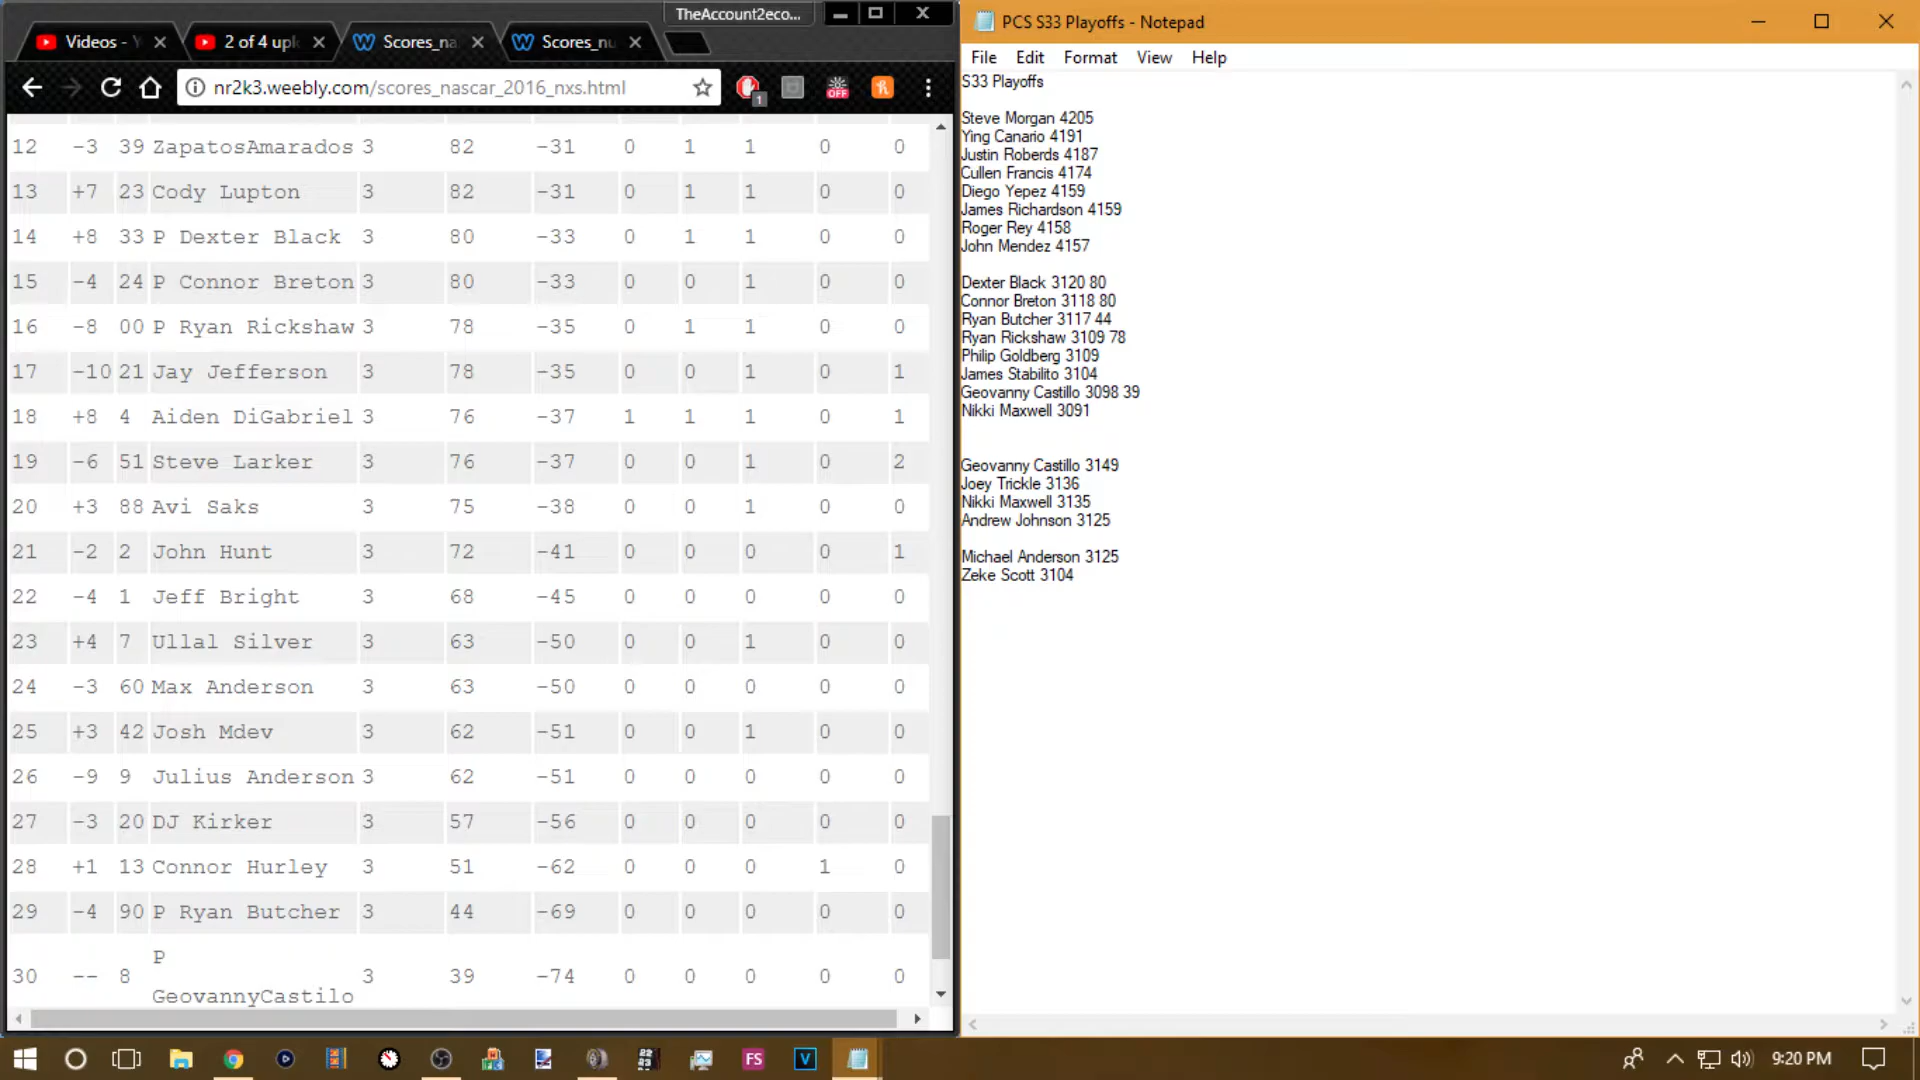 TheAccount2eco...
Videos - Y
2 of 4 upl
Scores_na
Scores_nu
nr2k3.weebly.com/scores_nascar_2016_nxs.html
1
OFF
12 -3 39 ZapatosAmarados 3 82 -31 0 1 1 0 0
13 +7 23 Cody Lupton 3 82 -31 0 1 1 0 0
14 +8 33 P Dexter Black 3 80 -33 0 1 1 0 0
15 -4 24 P Connor Breton 3 80 -33 0 0 1 0 0
16 -8 00 P Ryan Rickshaw 3 78 -35 0 1 1 0 0
17 -10 21 Jay Jefferson 3 78 -35 0 0 1 0 1
18 +8 4 Aiden DiGabriel 3 76 -37 1 1 1 0 1
19 -6 51 Steve Larker 3 76 -37 0 0 1 0 2
20 +3 88 Avi Saks 3 75 -38 0 0 1 0 0
21 -2 2 John Hunt 3 72 -41 0 0 0 0 1
22 -4 1 Jeff Bright 3 68 -45 0 0 0 0 0
23 +4 7 Ullal Silver 3 63 -50 0 0 1 0 0
24 -3 60 Max Anderson 3 63 -50 0 0 0 0 0
25 +3 42 Josh Mdev 3 62 -51 0 0 1 0 0
26 -9 9 Julius Anderson 3 62 -51 0 0 0 0 0
27 -3 20 DJ Kirker 3 57 -56 0 0 0 0 0
28 +1 13 Connor Hurley 3 51 -62 0 0 0 1 0
29 -4 90 P Ryan Butcher 3 44 -69 0 0 0 0 0
P
30 -- 8 3 39 -74 0 0 0 0 0
GeovannyCastilo
PCS S33 Playoffs - Notepad
File Edit Format View Help
S33 Playoffs
Steve Morgan 4205
Ying Canario 4191
Justin Roberds 4187
Cullen Francis 4174
Diego Yepez 4159
James Richardson 4159
Roger Rey 4158
John Mendez 4157
Dexter Black 3120 80
Connor Breton 3118 80
Ryan Butcher 3117 44
Ryan Rickshaw 3109 78
Philip Goldberg 3109
James Stabilito 3104
Geovanny Castillo 3098 39
Nikki Maxwell 3091
Geovanny Castillo 3149
Joey Trickle 3136
Nikki Maxwell 3135
Andrew Johnson 3125
Michael Anderson 3125
Zeke Scott 3104
FS
V
9:20 PM